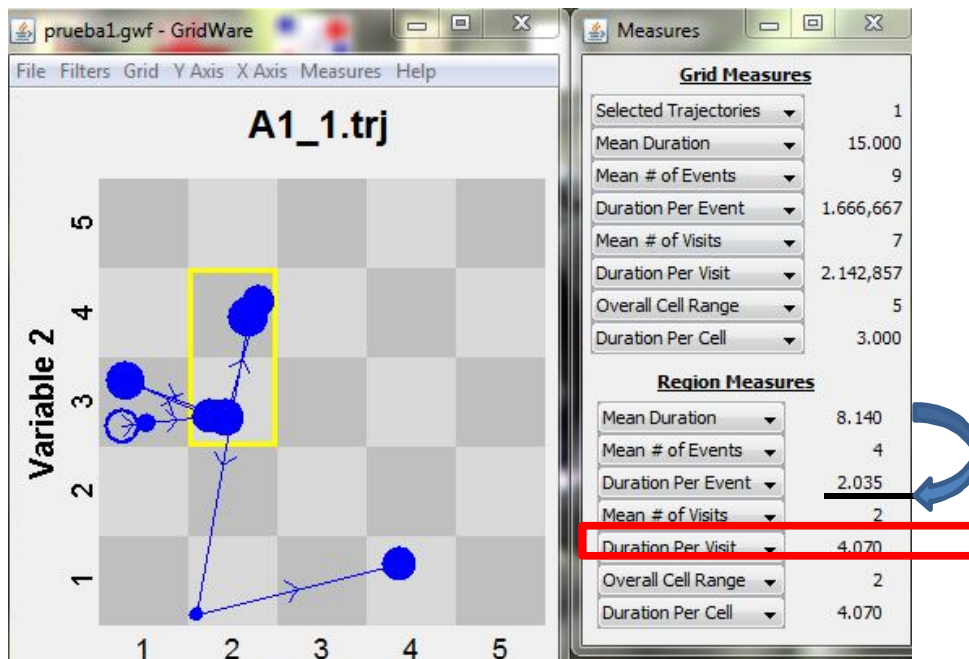 prueba1.gwf - GridWare
File Filters Grid Y Axis X Axis Measures Help
A1_1.trj
Variable 2
5
4
3
2
1
1 2 3 4 5
Measures
Grid Measures
Selected Trajectories 1
Mean Duration 15.000
Mean # of Events 9
Duration Per Event 1.666,667
Mean # of Visits 7
Duration Per Visit 2.142,857
Overall Cell Range 5
Duration Per Cell 3.000
Region Measures
Mean Duration 8.140
Mean # of Events 4
Duration Per Event 2.035
Mean # of Visits 2
Duration Per Visit 4.070
Overall Cell Range 2
Duration Per Cell 4.070